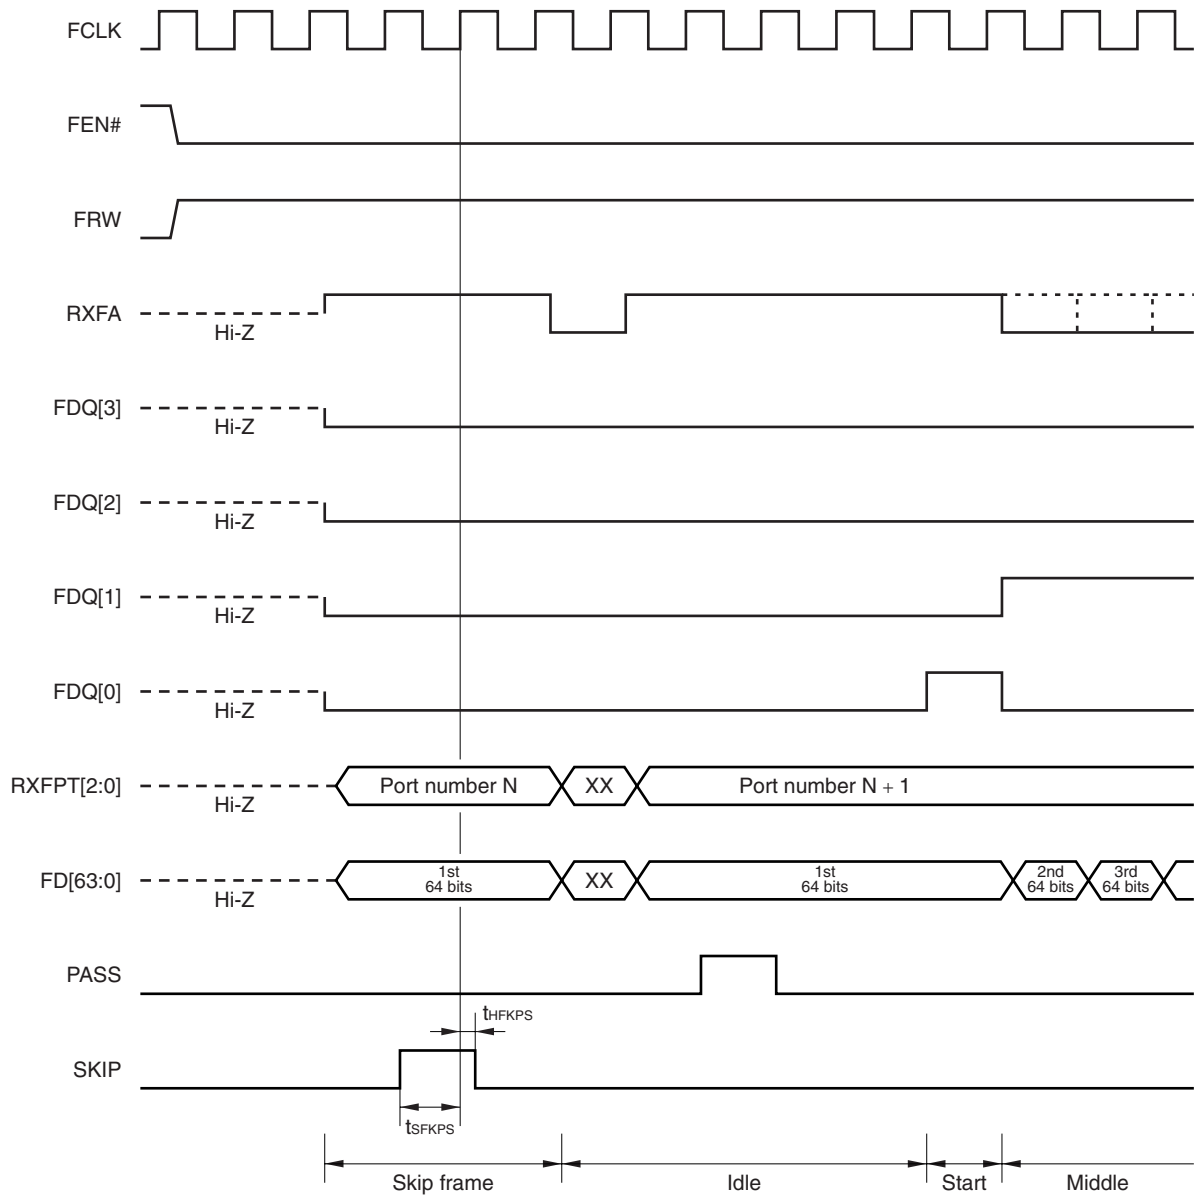 FCLK
FEN#
FRW
RXFA
Hi-Z
FDQ[3]
Hi-Z
FDQ[2]
Hi-Z
FDQ[1]
Hi-Z
FDQ[0]
Hi-Z
RXFPT[2:0]
Hi-Z
Port number N
XX
Port number N + 1
FD[63:0]
Hi-Z
1st
64 bits
XX
1st
64 bits
2nd
64 bits
3rd
64 bits
PASS
tHFKPS
SKIP
tSFKPS
Skip frame
Idle
Start
Middle